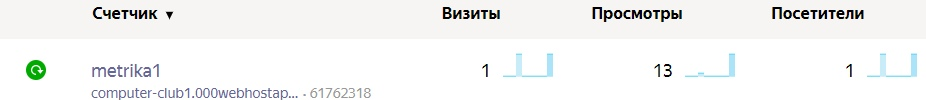 Счетчик ▼ Визиты Просмотры Посетители
metrika1 1 13 1
computer-club1.000webhostap... - 61762318